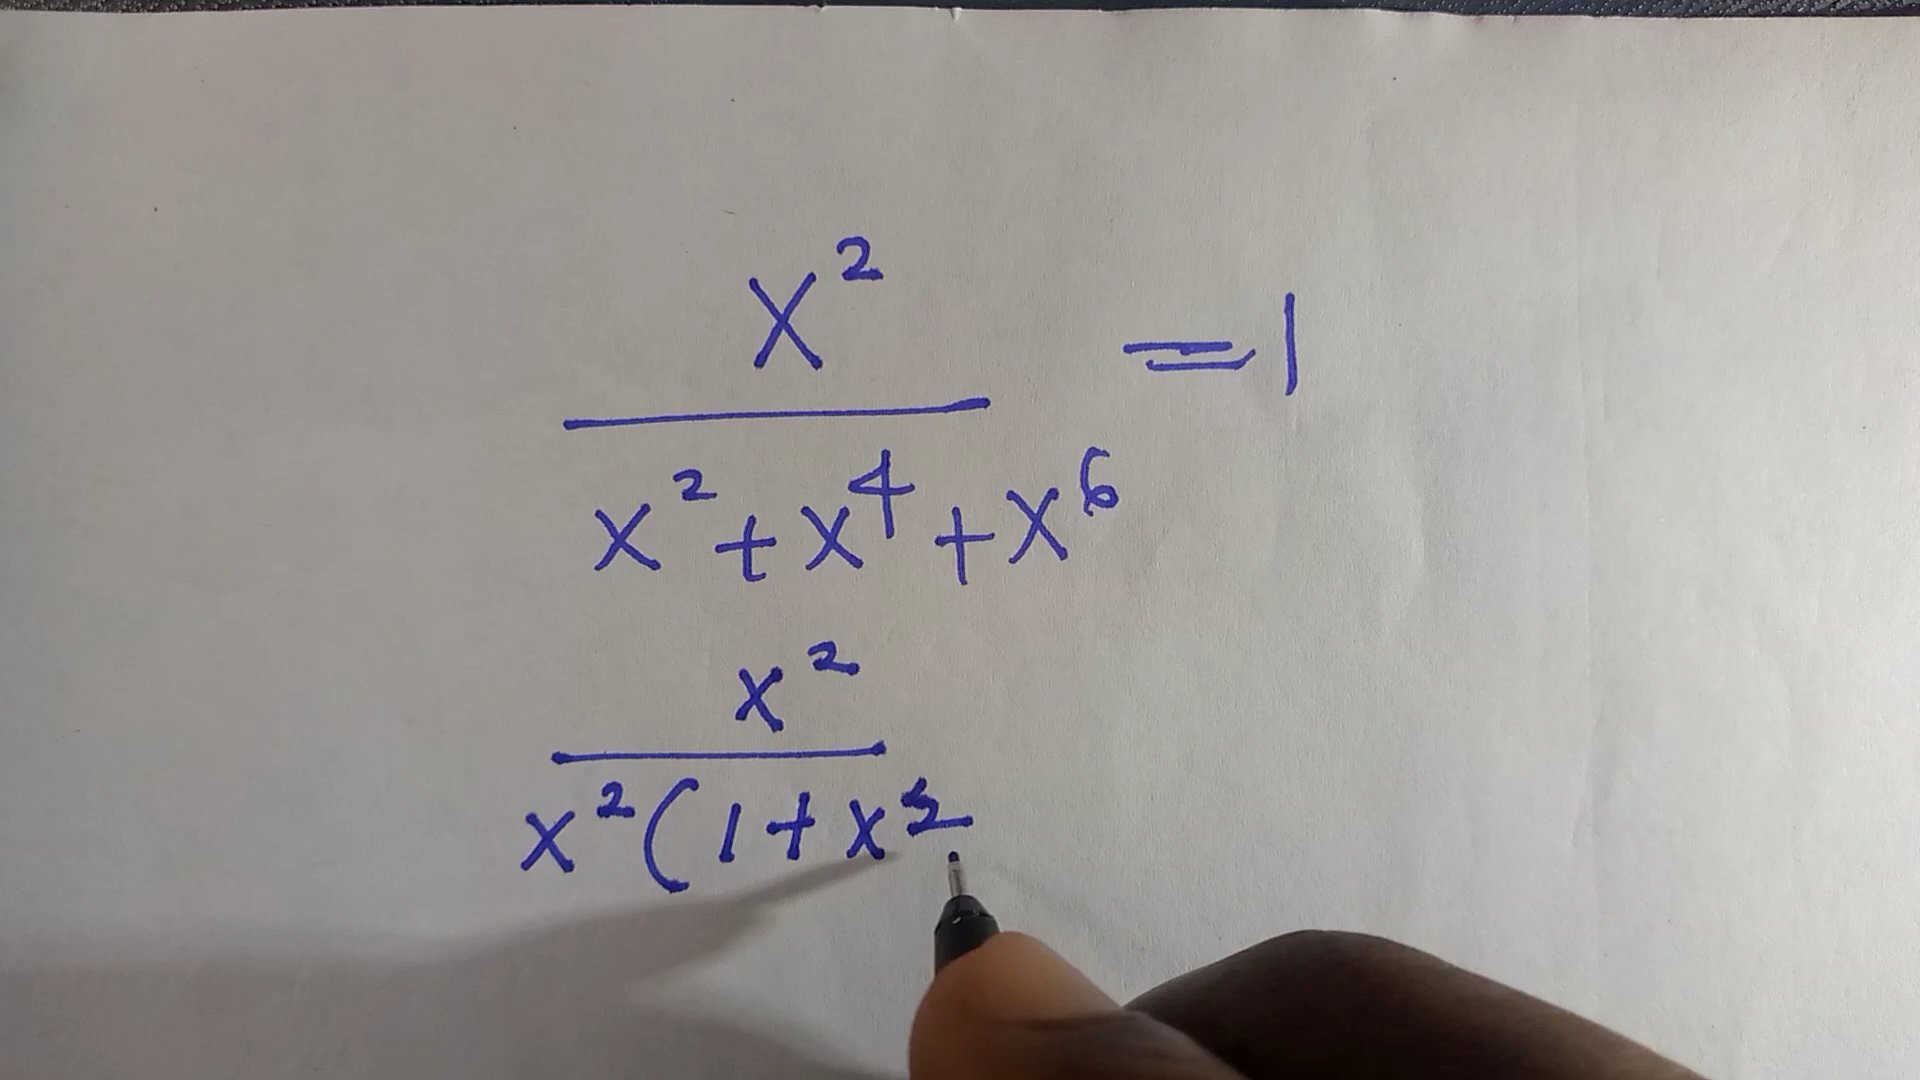 x²
x²+x⁴+x⁶ =1
x²
x²(1+x²